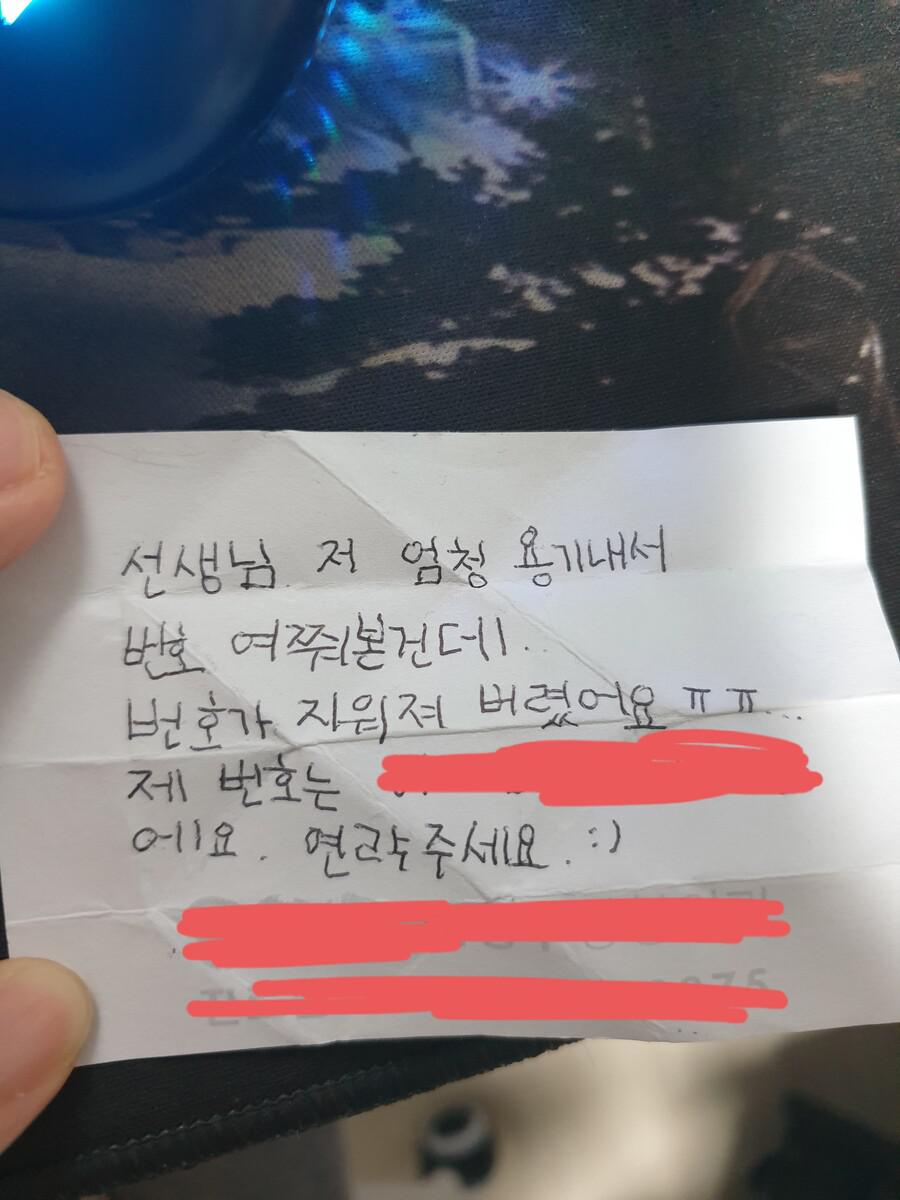 선생님. 저 엄청 용기내서
번호 여쭤본건데..
번호가 지워져 버렸어요 ㅠㅠ...
제 번호는
에요. 연락주세요. :)